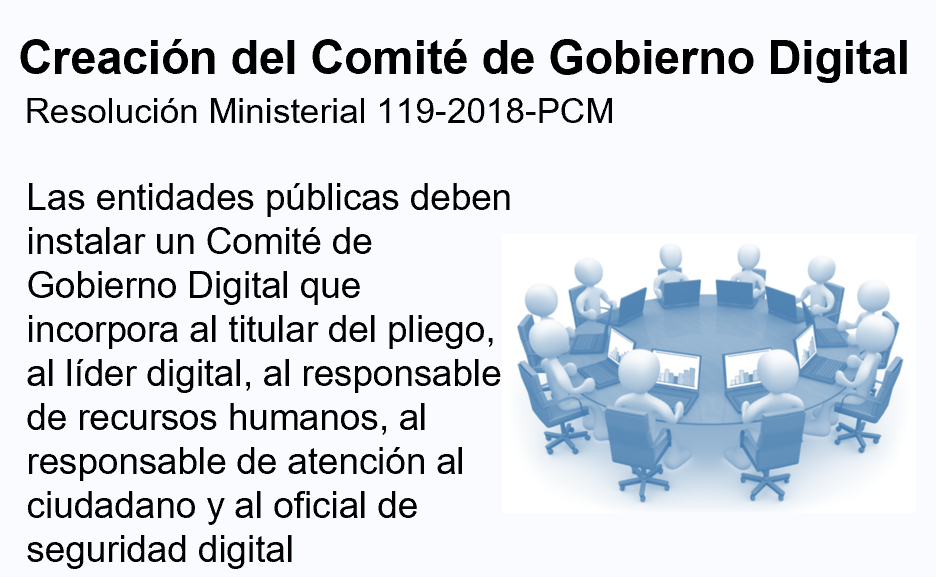 Creación del Comité de Gobierno Digital
Resolución Ministerial 119-2018-PCM
Las entidades públicas deben
instalar un Comité de
Gobierno Digital que
incorpora al titular del pliego,
al líder digital, al responsable
de recursos humanos, al
responsable de atención al
ciudadano y al oficial de
seguridad digital